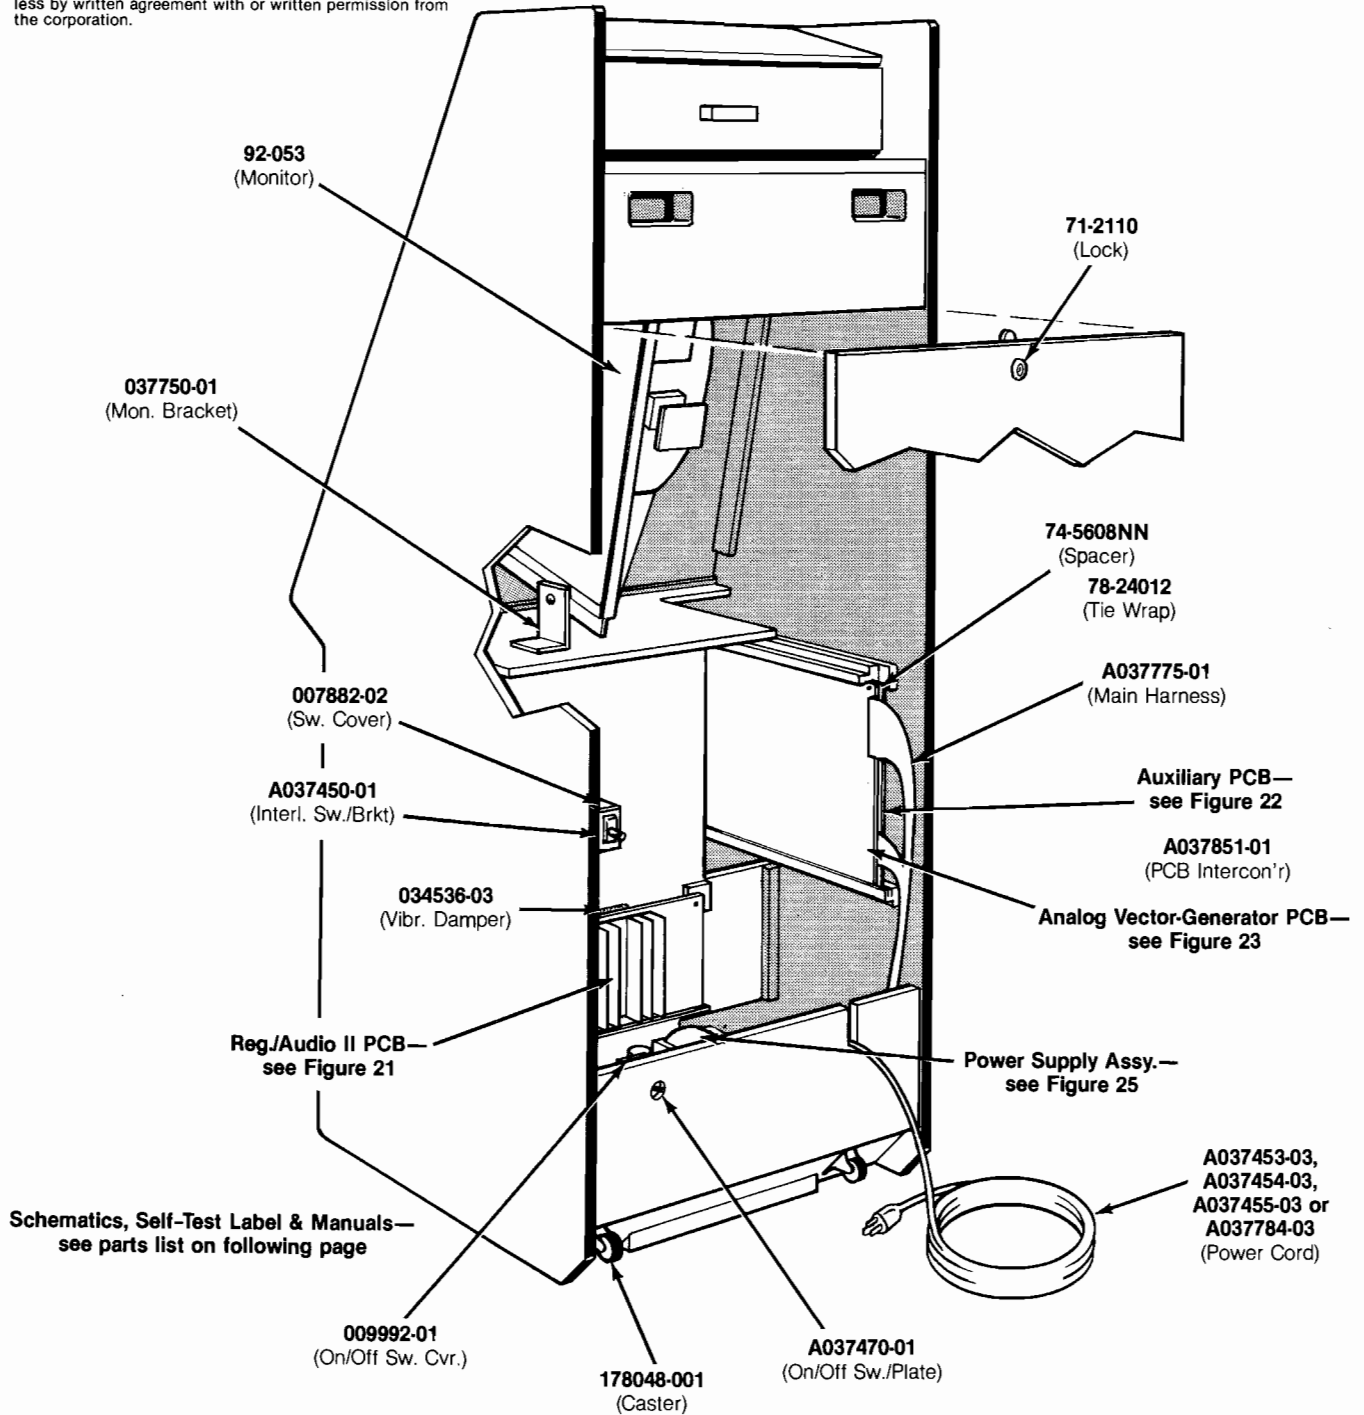 less by written agreement with or written permission from
the corporation.
92-053
(Monitor)
71-2110
(Lock)
037750-01
(Mon. Bracket)
74-5608NN
(Spacer)
78-24012
(Tie Wrap)
A037775-01
(Main Harness)
007882-02
(Sw. Cover)
A037450-01
(Interl. Sw./Brkt)
Auxiliary PCB—
see Figure 22
A037851-01
(PCB Intercon'r)
034536-03
(Vibr. Damper)
Analog Vector-Generator PCB—
see Figure 23
Reg./Audio II PCB—
see Figure 21
Power Supply Assy.—
see Figure 25
A037453-03,
A037454-03,
A037455-03 or
A037784-03
(Power Cord)
Schematics, Self-Test Label & Manuals—
see parts list on following page
009992-01
(On/Off Sw. Cvr.)
A037470-01
(On/Off Sw./Plate)
178048-001
(Caster)